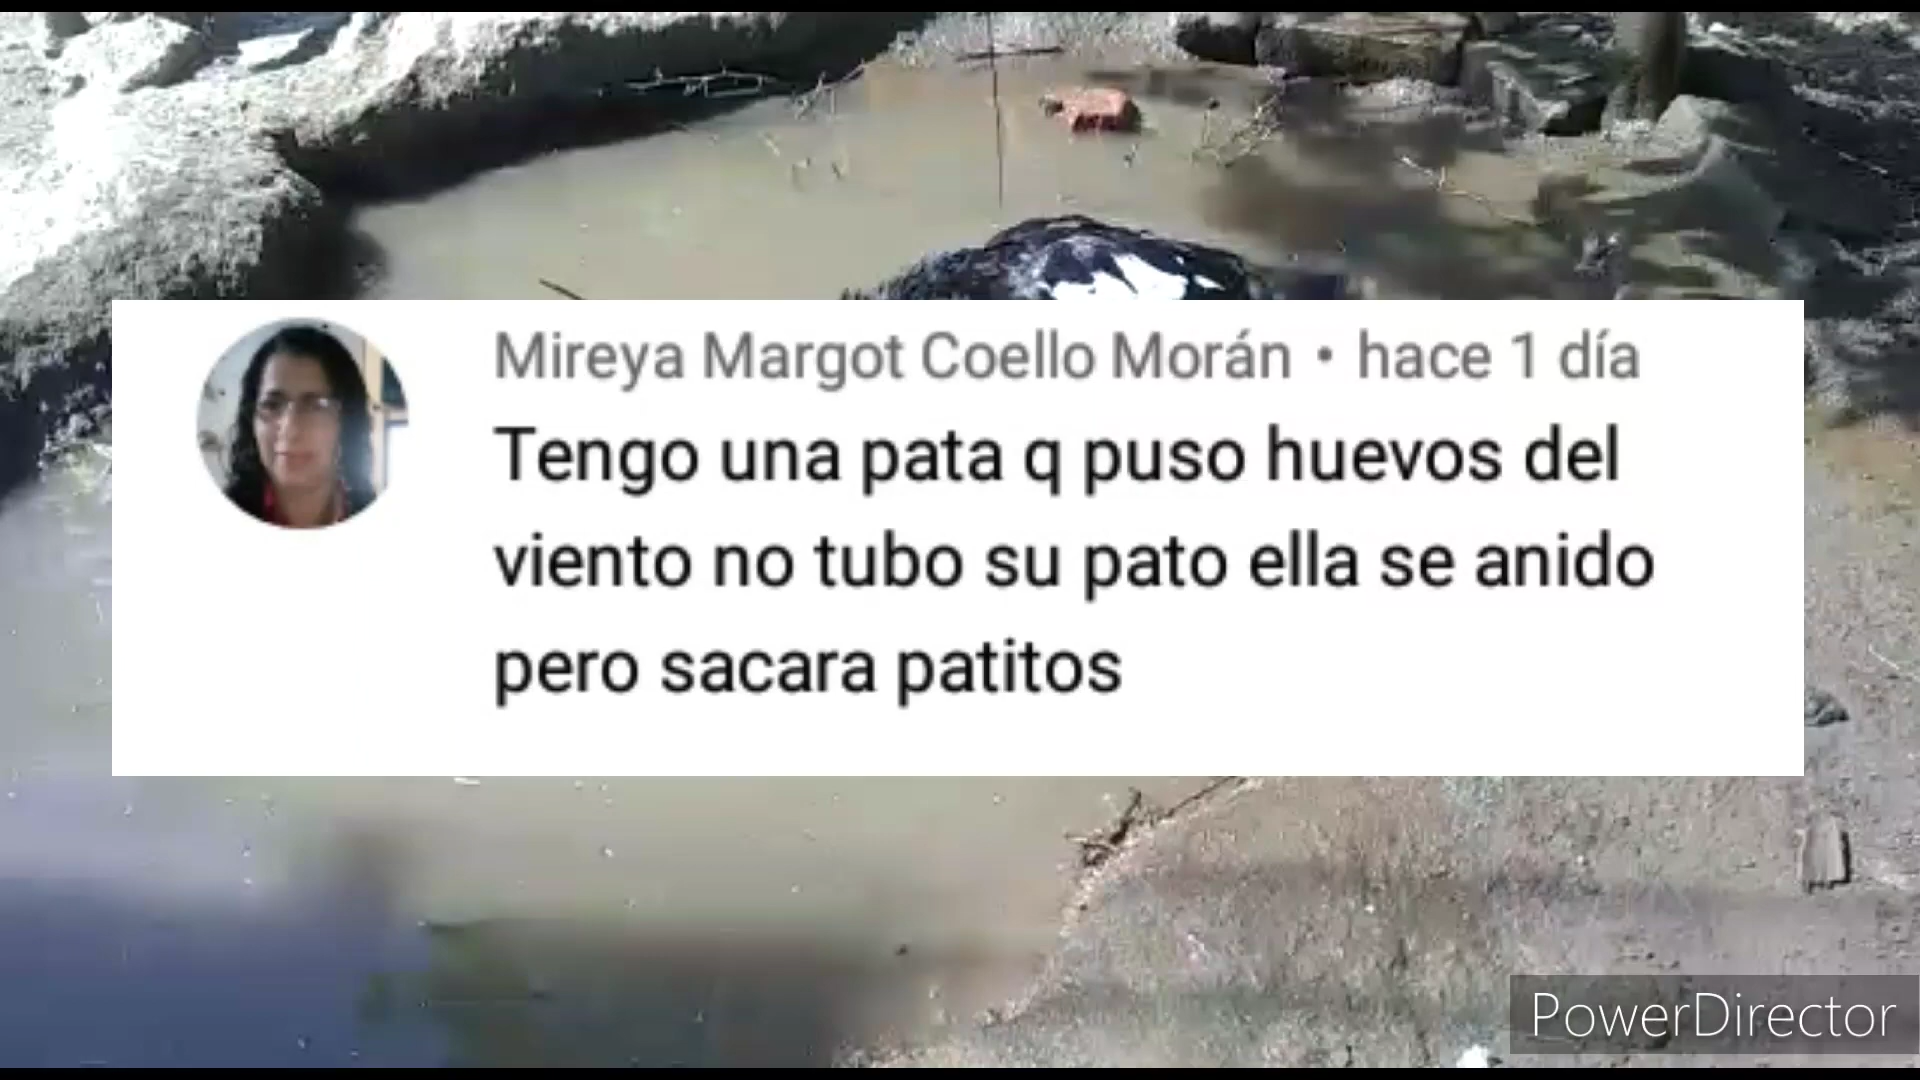 Mireya Margot Coello Morán • hace 1 día
Tengo una pata q puso huevos del
viento no tubo su pato ella se anido
pero sacara patitos
PowerDirector